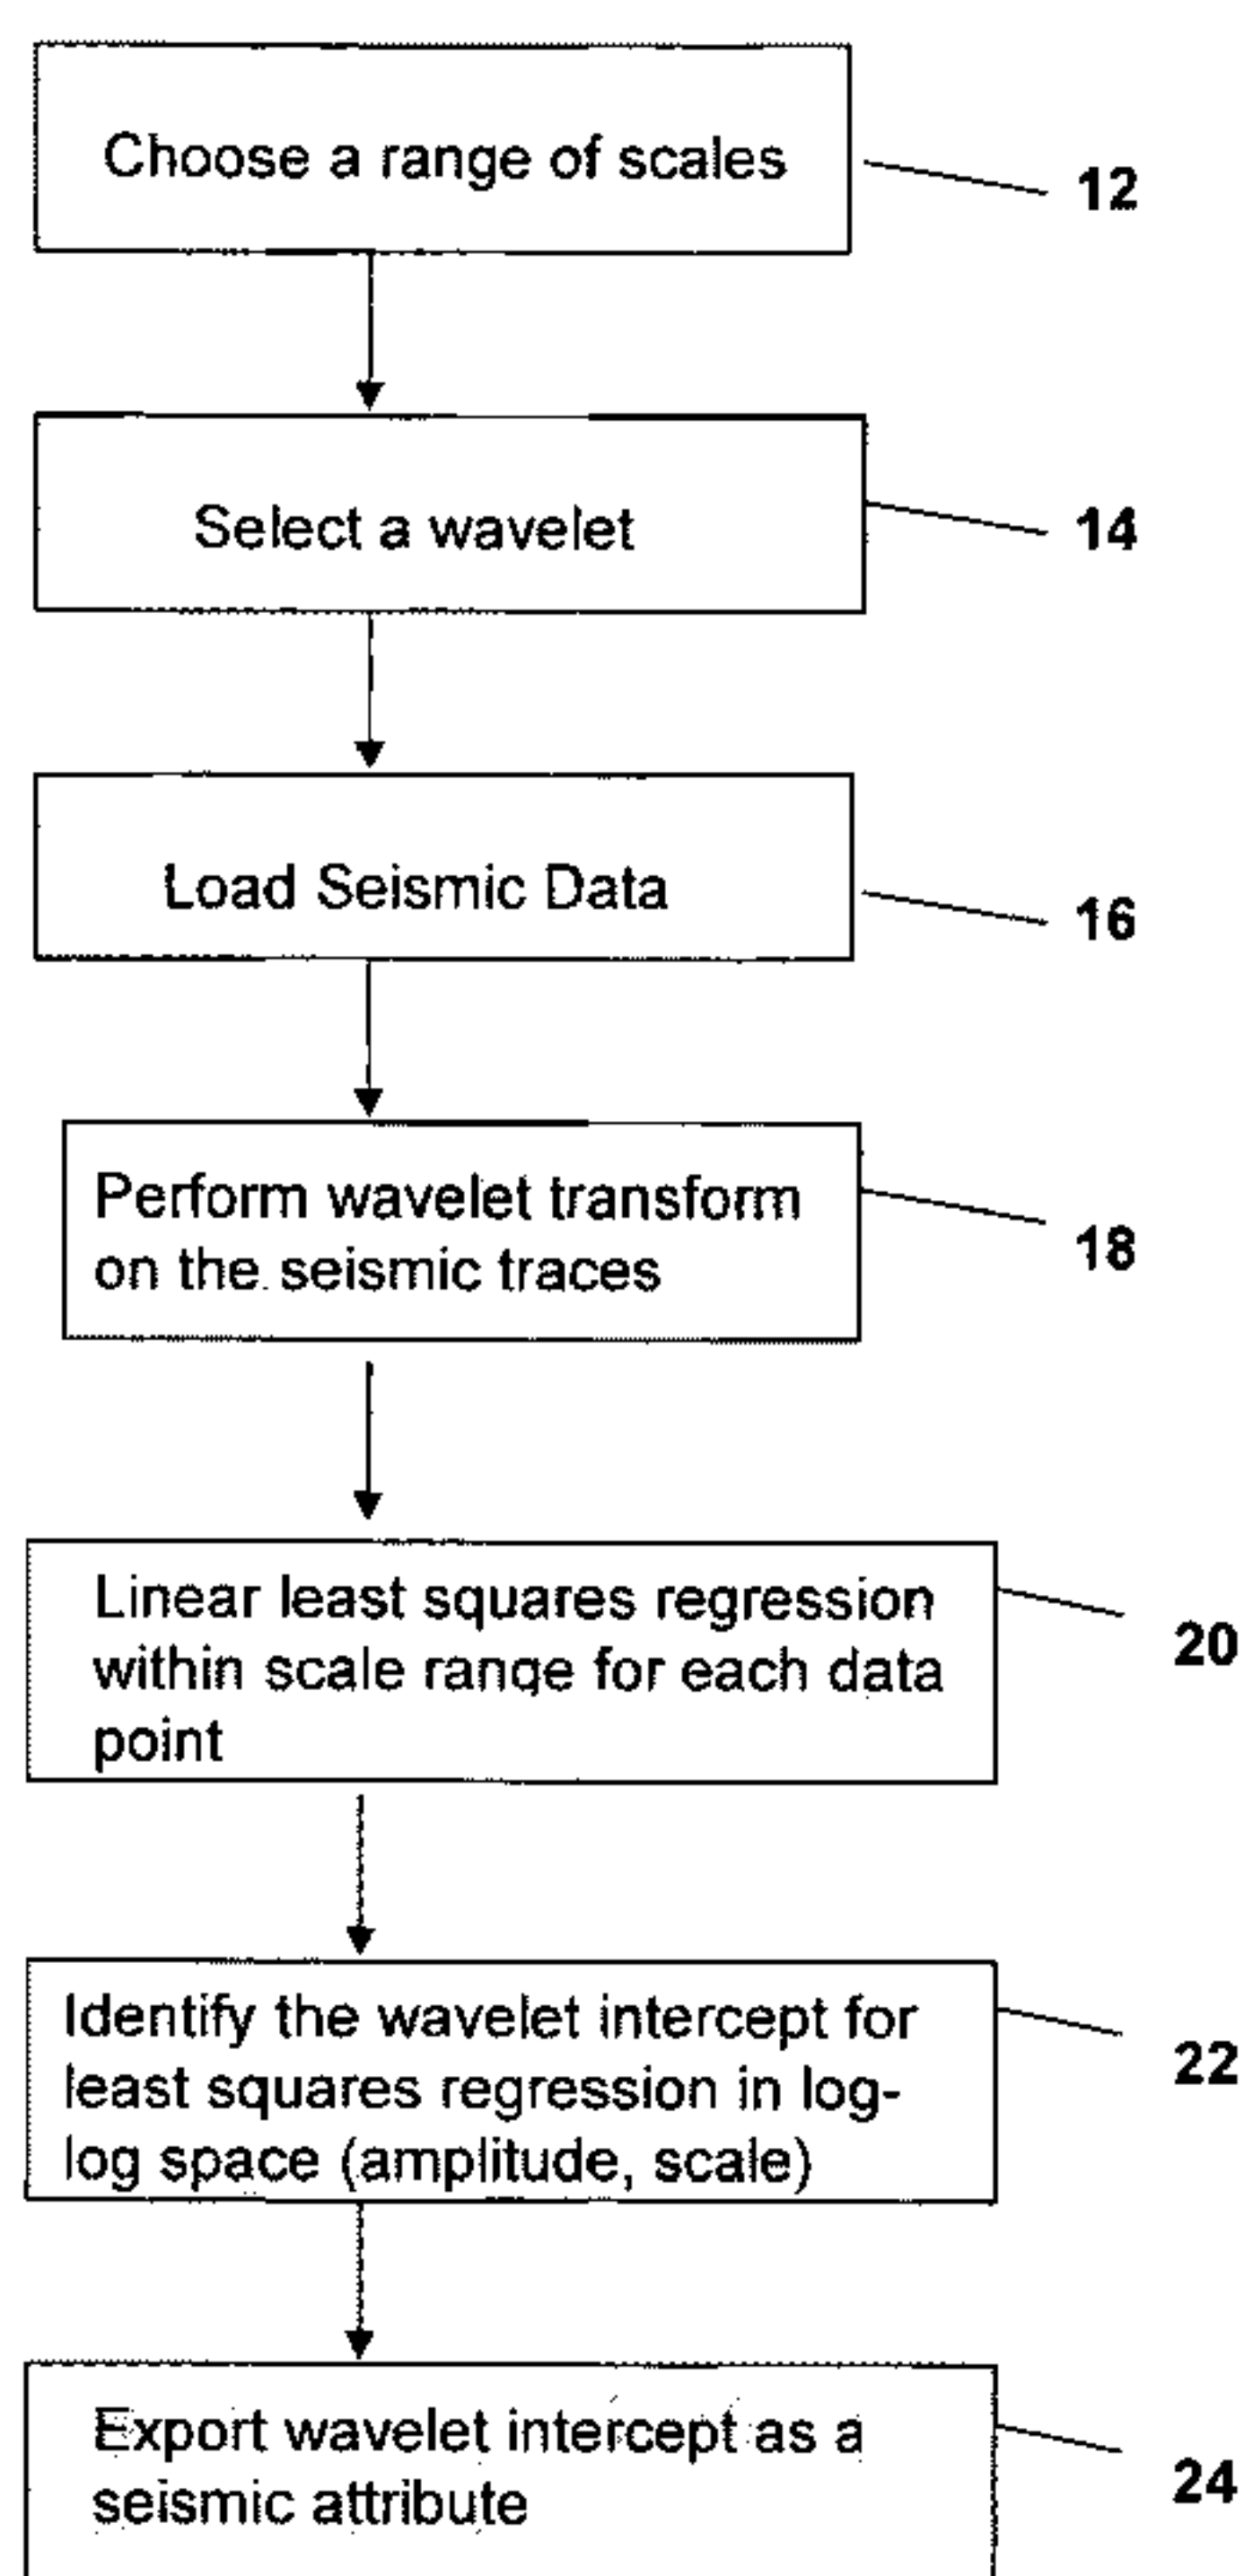 Choose a range of scales
12
Select a wavelet
14
Load Seismic Data
16
Perform wavelet transform
on the seismic traces
18
Linear least squares regression
within scale range for each data
point
20
Identify the wavelet intercept for
least squares regression in log-
log space (amplitude, scale)
22
Export wavelet intercept as a
seismic attribute
24